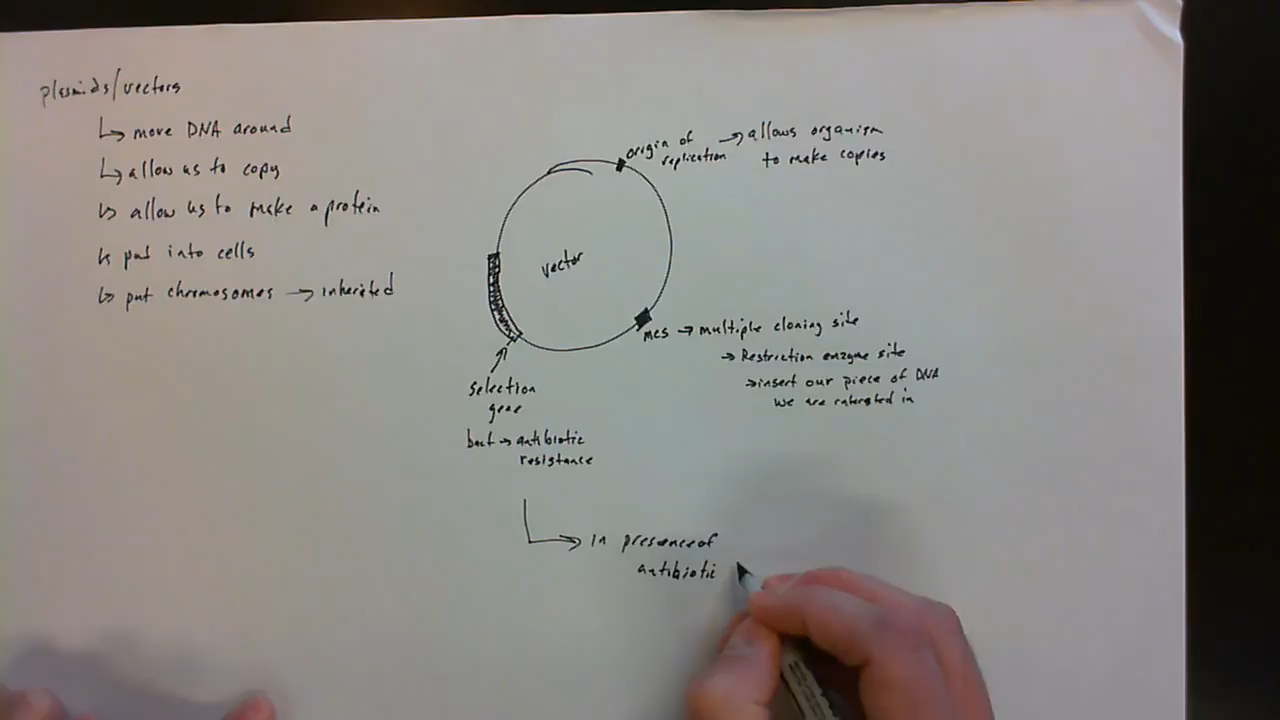 plasmids/vectors
↳ move DNA around
↳ allow us to copy
↳ allow us to make a protein
↳ put into cells
↳ put chromosomes → inherited
origin of
replication
→ allows organism
to make copies
vector
mcs → multiple cloning site
→ Restriction enzyme site
→ insert our piece of DNA
we are interested in
selection
gene
bact → antibiotic
resistance
in presence of
antibiotic